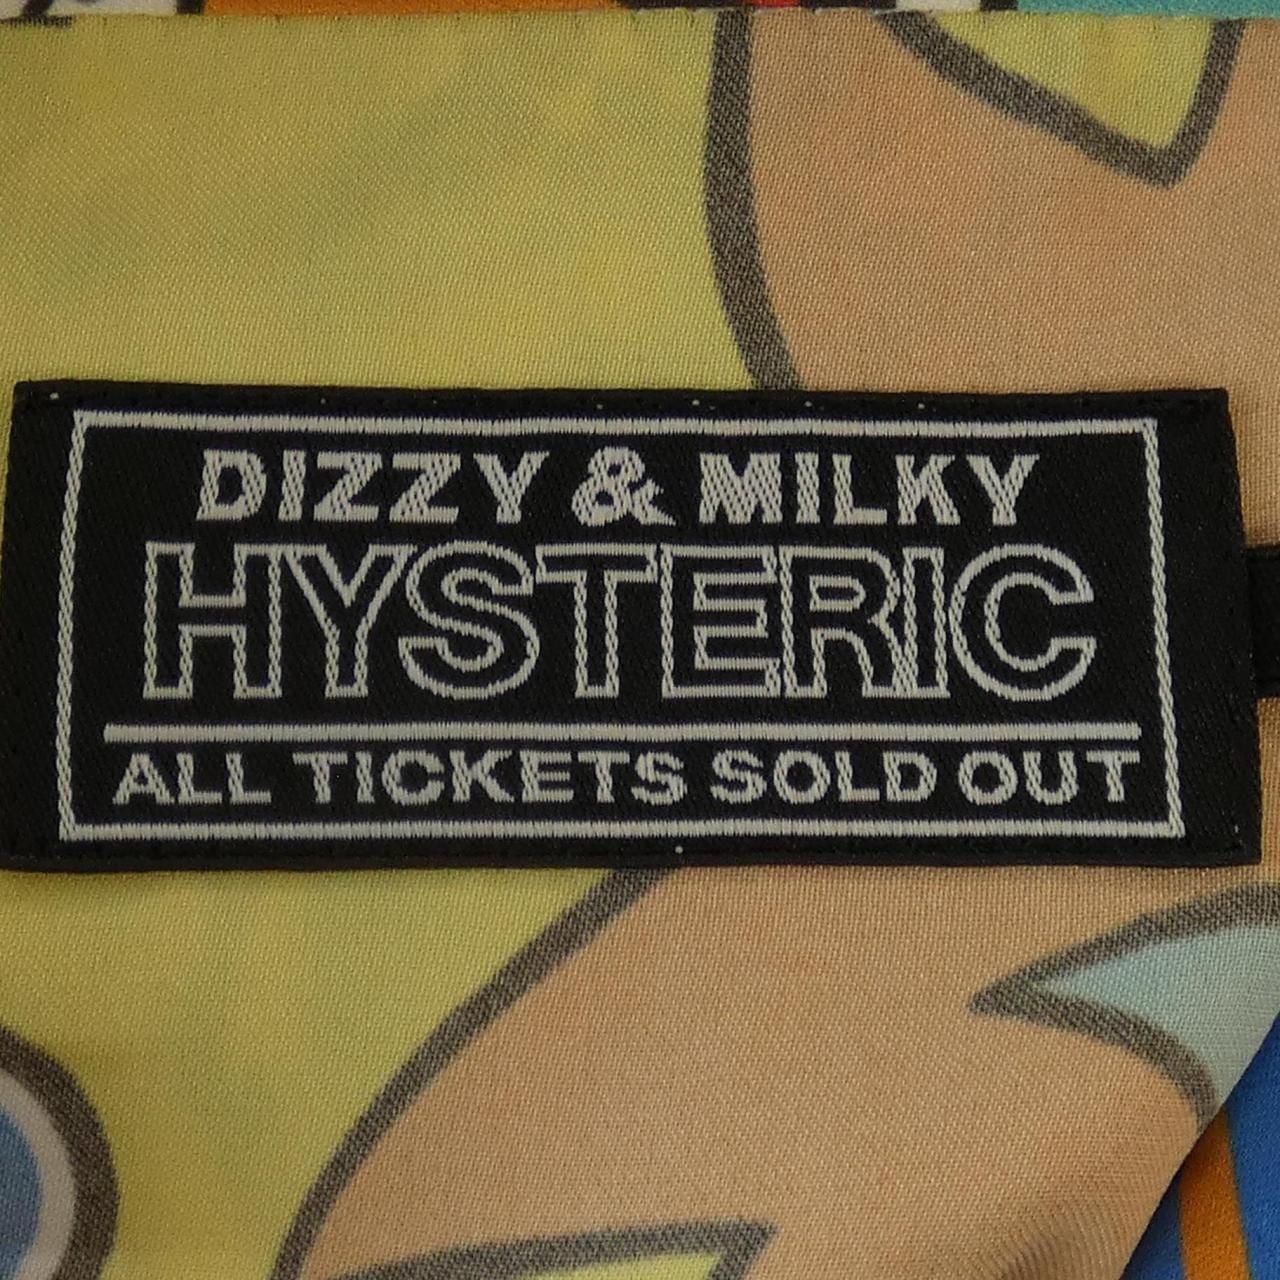 DIZZY & MILKY
HYSTERIC
ALL TICKETS SOLD OUT